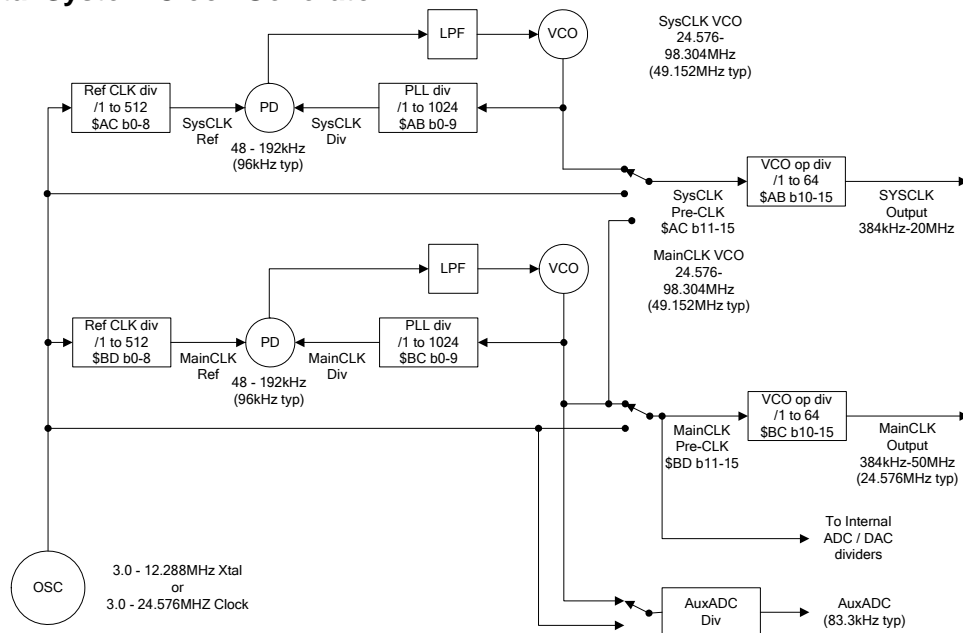 LPF
VCO
SysCLK VCO
24.576-
98.304MHz
(49.152MHz typ)
Ref CLK div
/1 to 512
$AC b0-8
SysCLK
Ref
PD
48 - 192kHz
(96kHz typ)
SysCLK
Div
PLL div
/1 to 1024
$AB b0-9
SysCLK
Pre-CLK
$AC b11-15
VCO op div
/1 to 64
$AB b10-15
SYSCLK
Output
384kHz-20MHz
LPF
VCO
MainCLK VCO
24.576-
98.304MHz
(49.152MHz typ)
Ref CLK div
/1 to 512
$BD b0-8
MainCLK
Ref
PD
48 - 192kHz
(96kHz typ)
MainCLK
Div
PLL div
/1 to 1024
$BC b0-9
MainCLK
Pre-CLK
$BD b11-15
VCO op div
/1 to 64
$BC b10-15
MainCLK
Output
384kHz-50MHz
(24.576MHz typ)
To Internal
ADC / DAC
dividers
OSC
3.0 - 12.288MHz Xtal
or
3.0 - 24.576MHZ Clock
AuxADC
Div
AuxADC
(83.3kHz typ)